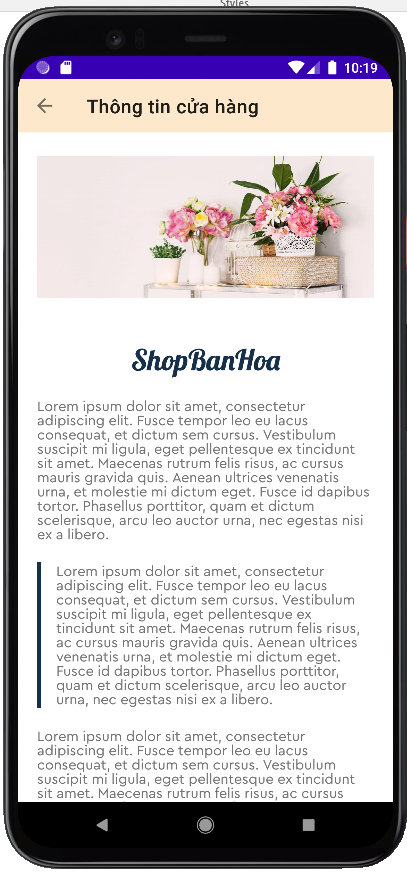 Styles
10:19
Thông tin cửa hàng
ShopBanHoa
Lorem ipsum dolor sit amet, consectetur
adipiscing elit. Fusce tempor leo eu lacus
consequat, et dictum sem cursus. Vestibulum
suscipit mi ligula, eget pellentesque ex tincidunt
sit amet. Maecenas rutrum felis risus, ac cursus
mauris gravida quis. Aenean ultrices venenatis
urna, et molestie mi dictum eget. Fusce id dapibus
tortor. Phasellus porttitor, quam et dictum
scelerisque, arcu leo auctor urna, nec egestas nisi
ex a libero.
Lorem ipsum dolor sit amet, consectetur
adipiscing elit. Fusce tempor leo eu lacus
consequat, et dictum sem cursus. Vestibulum
suscipit mi ligula, eget pellentesque ex
tincidunt sit amet. Maecenas rutrum felis risus,
ac cursus mauris gravida quis. Aenean ultrices
venenatis urna, et molestie mi dictum eget.
Fusce id dapibus tortor. Phasellus porttitor,
quam et dictum scelerisque, arcu leo auctor
urna, nec egestas nisi ex a libero.
Lorem ipsum dolor sit amet, consectetur
adipiscing elit. Fusce tempor leo eu lacus
consequat, et dictum sem cursus. Vestibulum
suscipit mi ligula, eget pellentesque ex tincidunt
sit amet. Maecenas rutrum felis risus, ac cursus